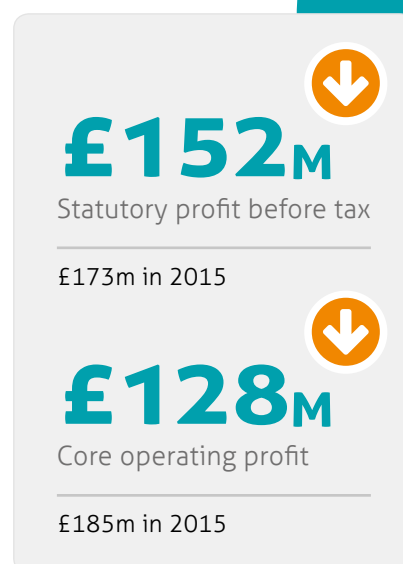 £152M
Statutory profit before tax
£173m in 2015
£128M
Core operating profit
£185m in 2015